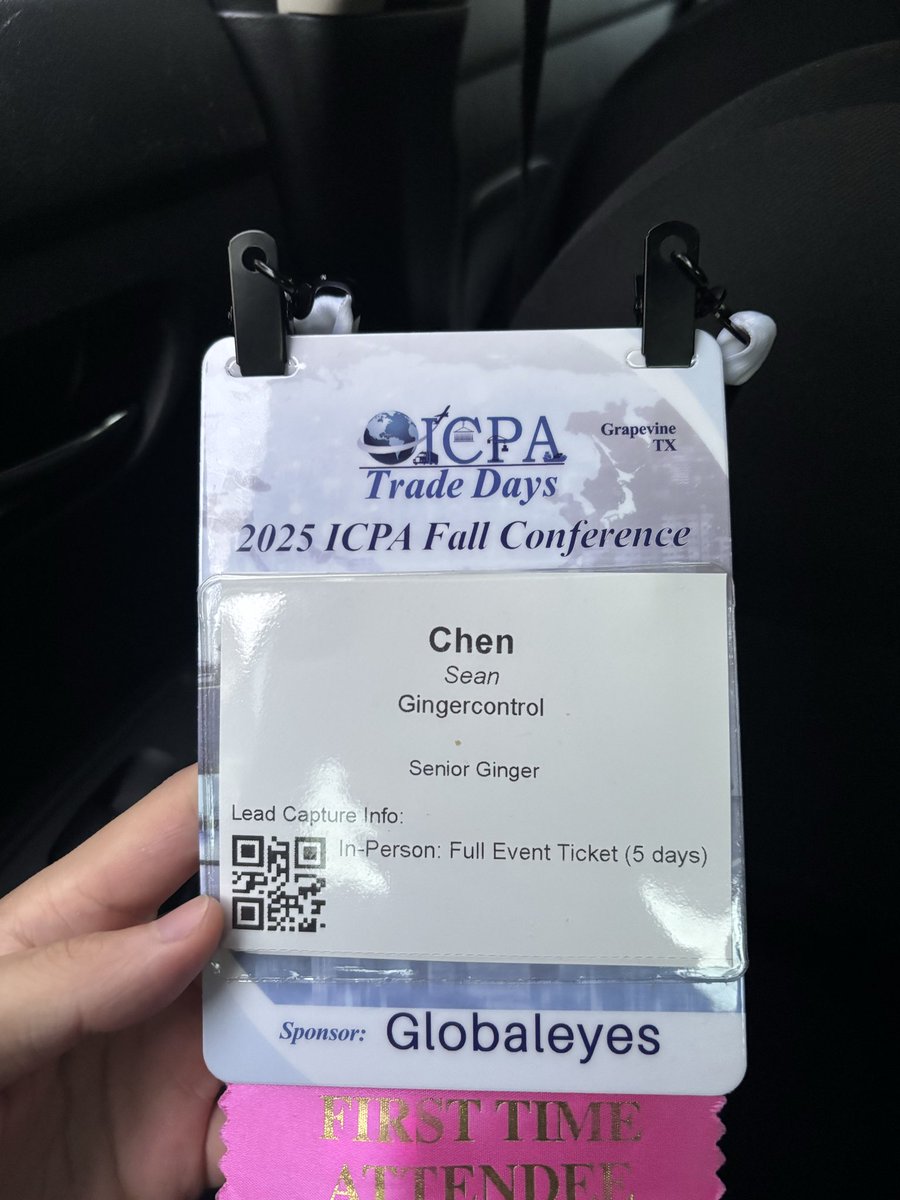 ICPA
Trade Days
Grapevine
TX
2025 ICPA Fall Conference
Chen
Sean
Gingercontrol
Senior Ginger
Lead Capture Info:
In-Person: Full Event Ticket (5 days)
Sponsor: Globaleyes
FIRST TIME
ATTENDEE